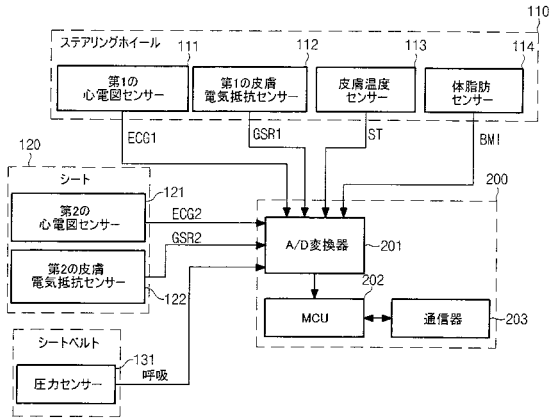 110
ステアリングホイール
111
112
113
114
第1の
心電図センサー
第1の皮膚
電気抵抗センサー
皮膚温度
センサー
体脂肪
センサー
ECG1
GSR1
ST
BMI
120
シート
121
第2の
心電図センサー
ECG2
第2の皮膚
電気抵抗センサー
GSR2
122
200
A/D変換器
201
202
MCU
通信器
203
シートベルト
131
圧力センサー
呼吸